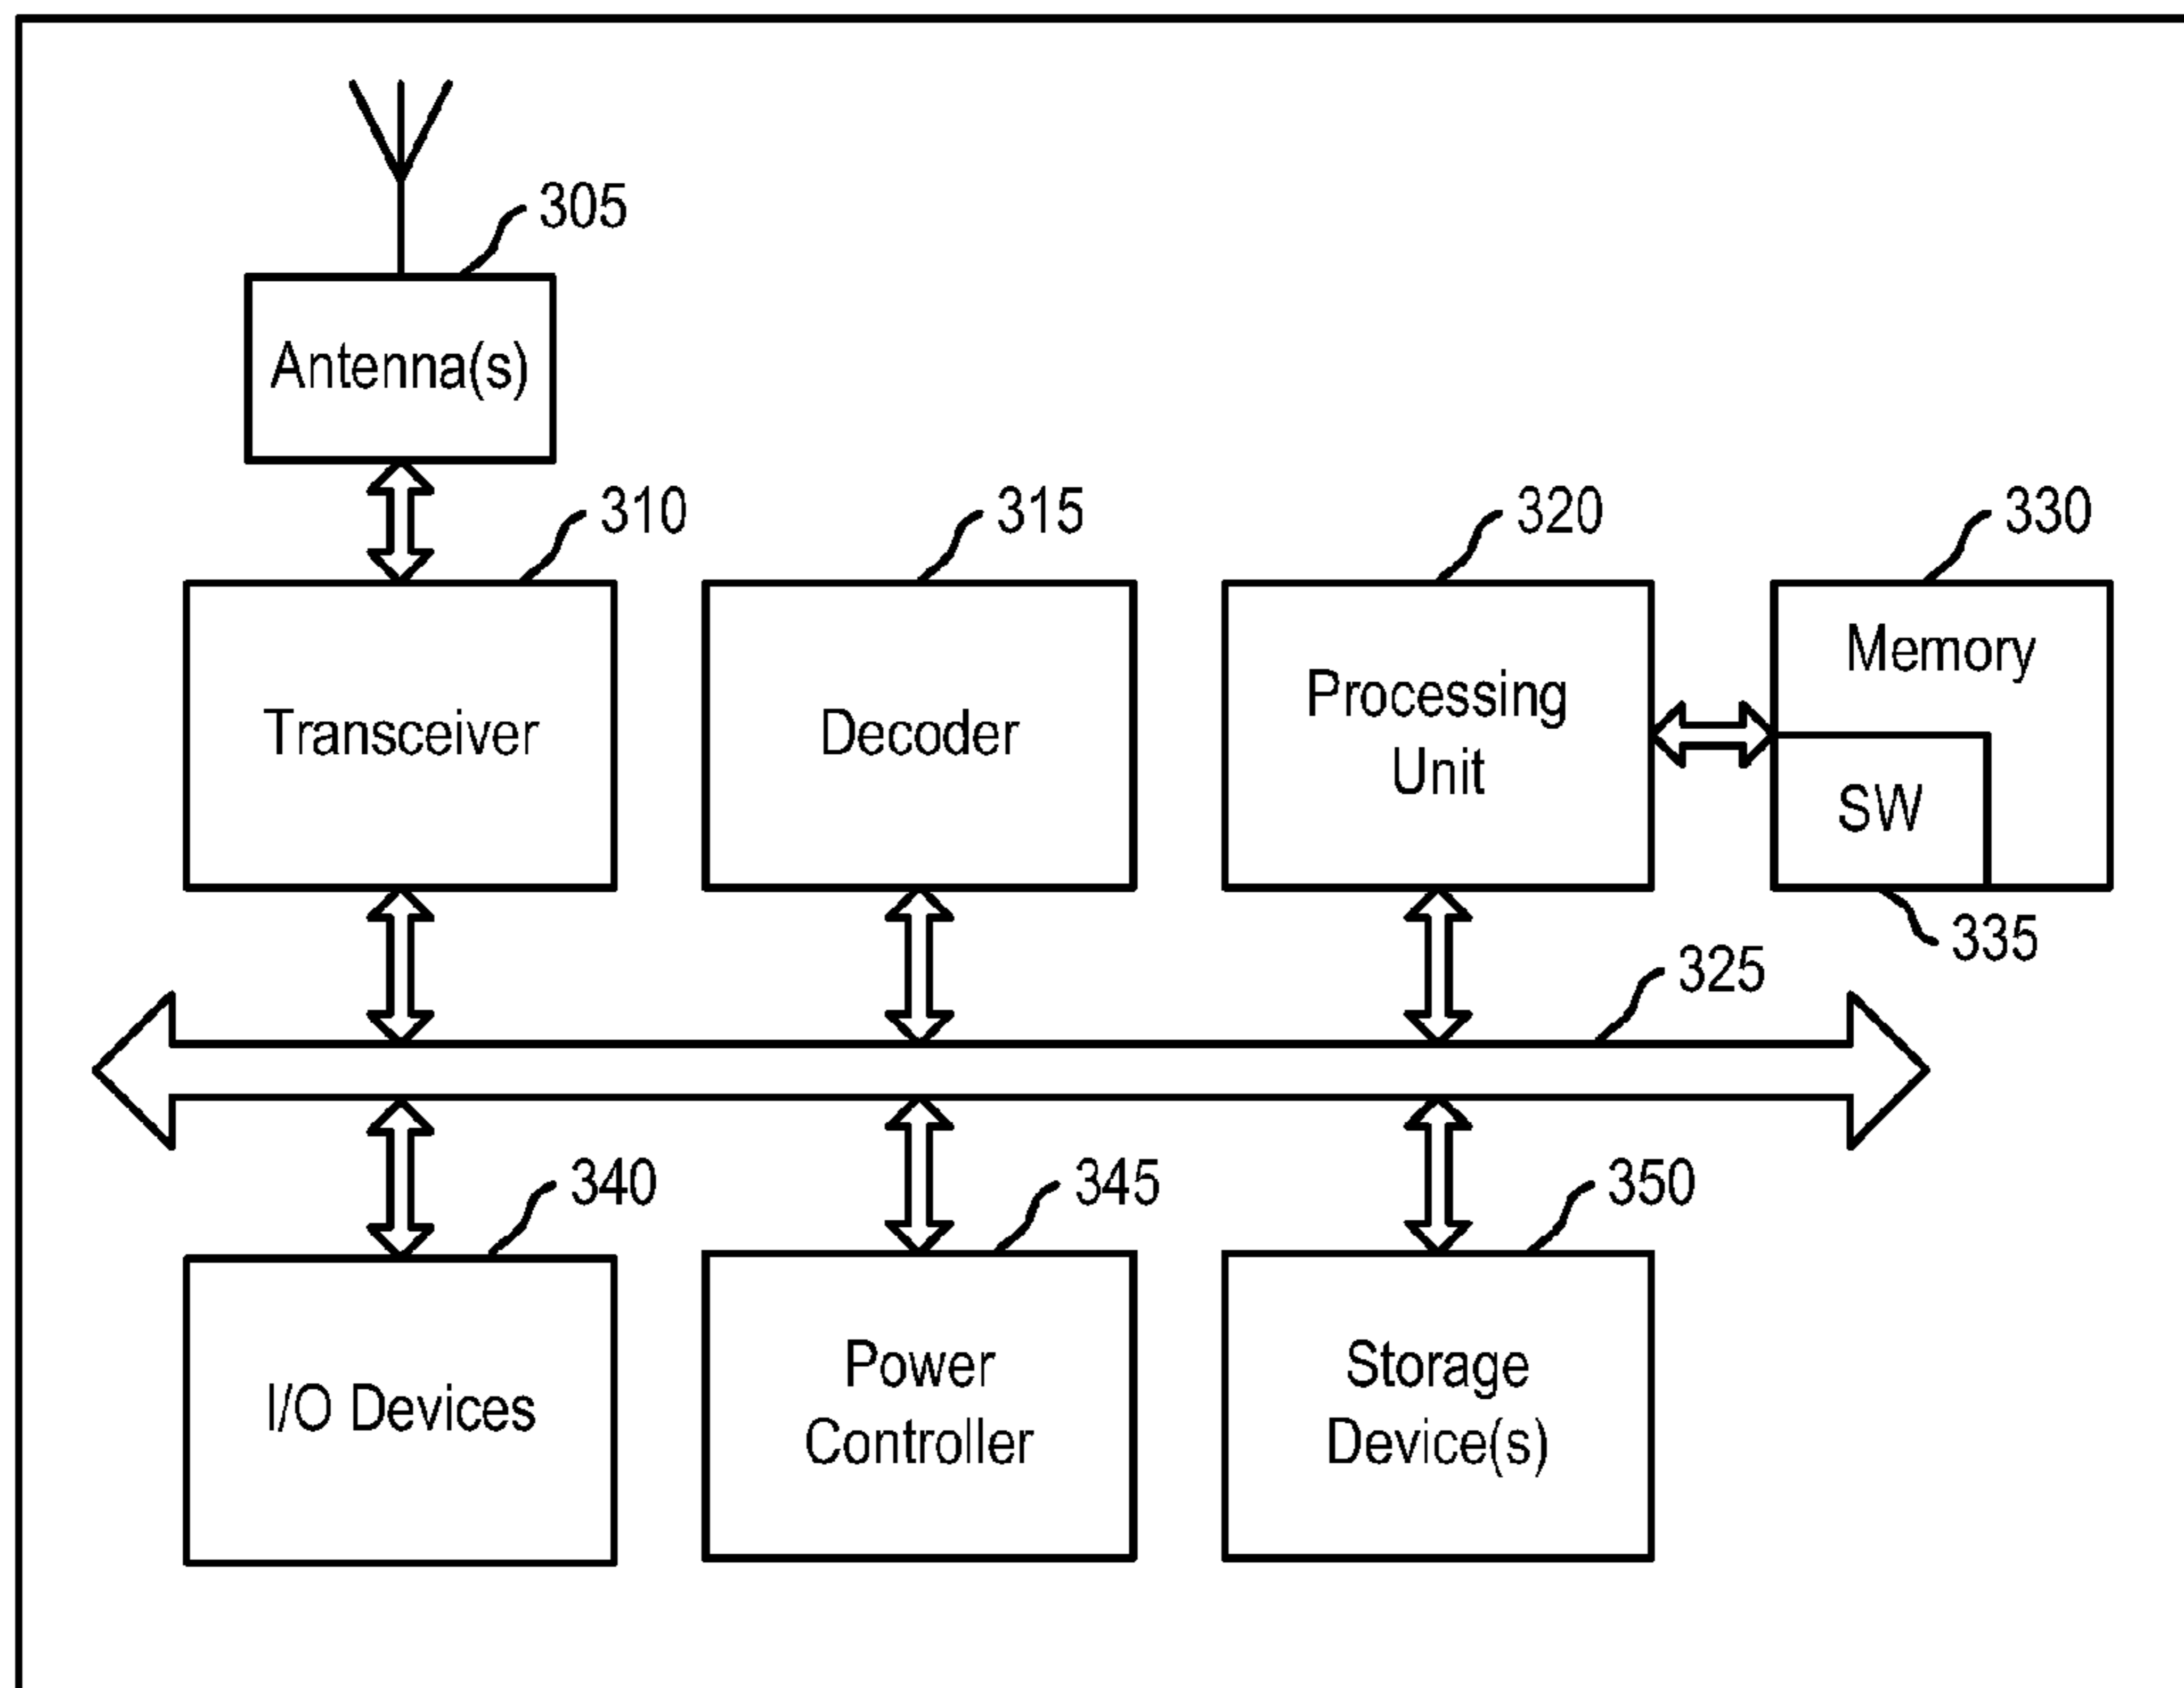 305
Antenna(s)
310
315
320
330
Transceiver
Decoder
Processing
Unit
Memory
SW
335
325
340
345
350
I/O Devices
Power
Controller
Storage
Device(s)